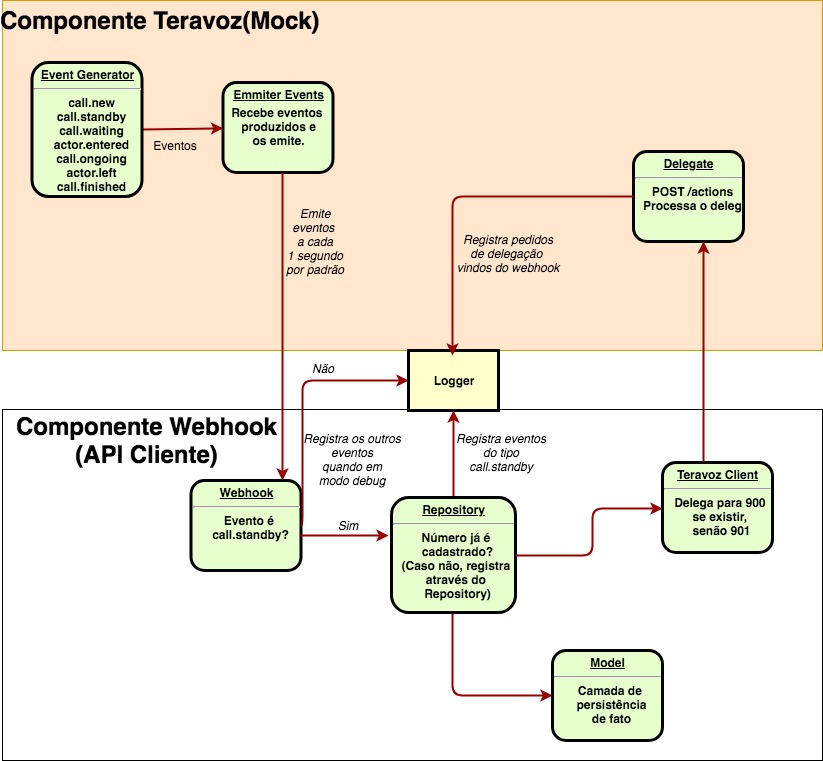 Componente Teravoz(Mock)
Event Generator
call.new
call.standby
call.waiting
actor.entered
call.ongoing
actor.left
call.finished
Eventos
Emmiter Events
Recebe eventos
produzidos e
os emite.
Emite
eventos
a cada
1 segundo
por padrão
Delegate
POST /actions
Processa o deleg
Registra pedidos
de delegação
vindos do webhook
Logger
Não
Componente Webhook
(API Cliente)
Registra os outros
eventos
quando em
modo debug
Registra eventos
do tipo
call.standby
Webhook
Evento é
call.standby?
Sim
Repository
Número já é
cadastrado?
(Caso não, registra
através do
Repository)
Teravoz Client
Delega para 900
se existir,
senão 901
Model
Camada de
persistência
de fato